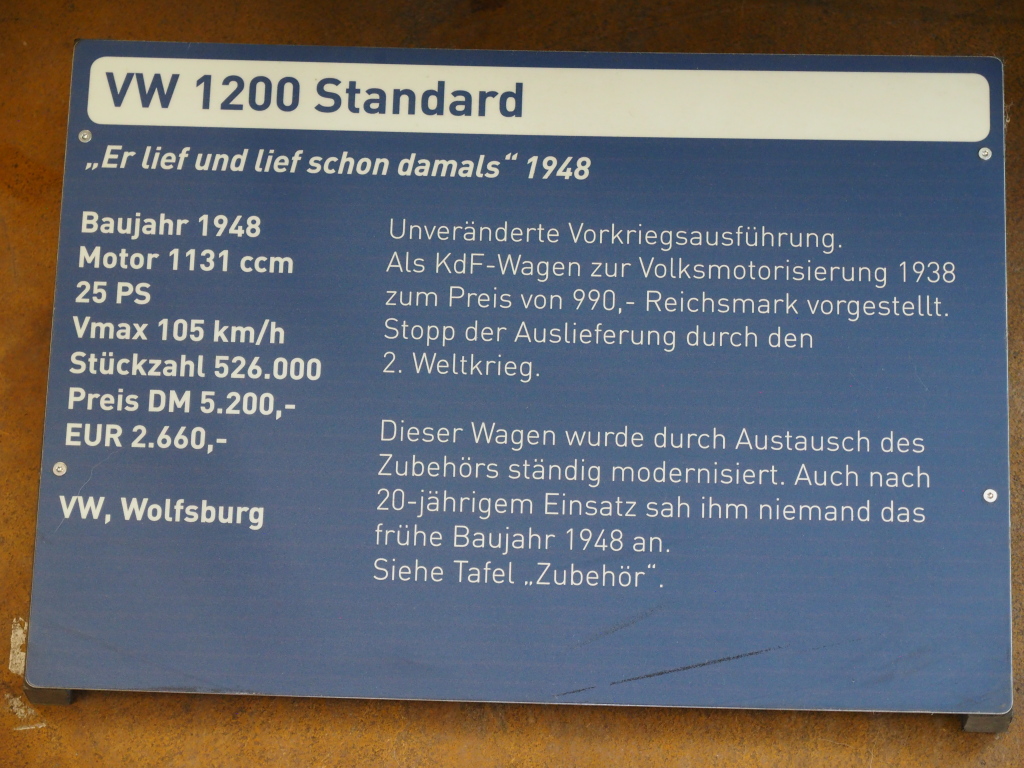 VW 1200 Standard
„Er lief und lief schon damals“ 1948
Baujahr 1948
Motor 1131 ccm
25 PS
Vmax 105 km/h
Stückzahl 526.000
Preis DM 5.200,-
EUR 2.660,-
VW, Wolfsburg
Unveränderte Vorkriegsausführung.
Als KdF-Wagen zur Volksmotorisierung 1938
zum Preis von 990,- Reichsmark vorgestellt.
Stopp der Auslieferung durch den
2. Weltkrieg.
Dieser Wagen wurde durch Austausch des
Zubehörs ständig modernisiert. Auch nach
20-jährigem Einsatz sah ihm niemand das
frühe Baujahr 1948 an.
Siehe Tafel „Zubehör“.